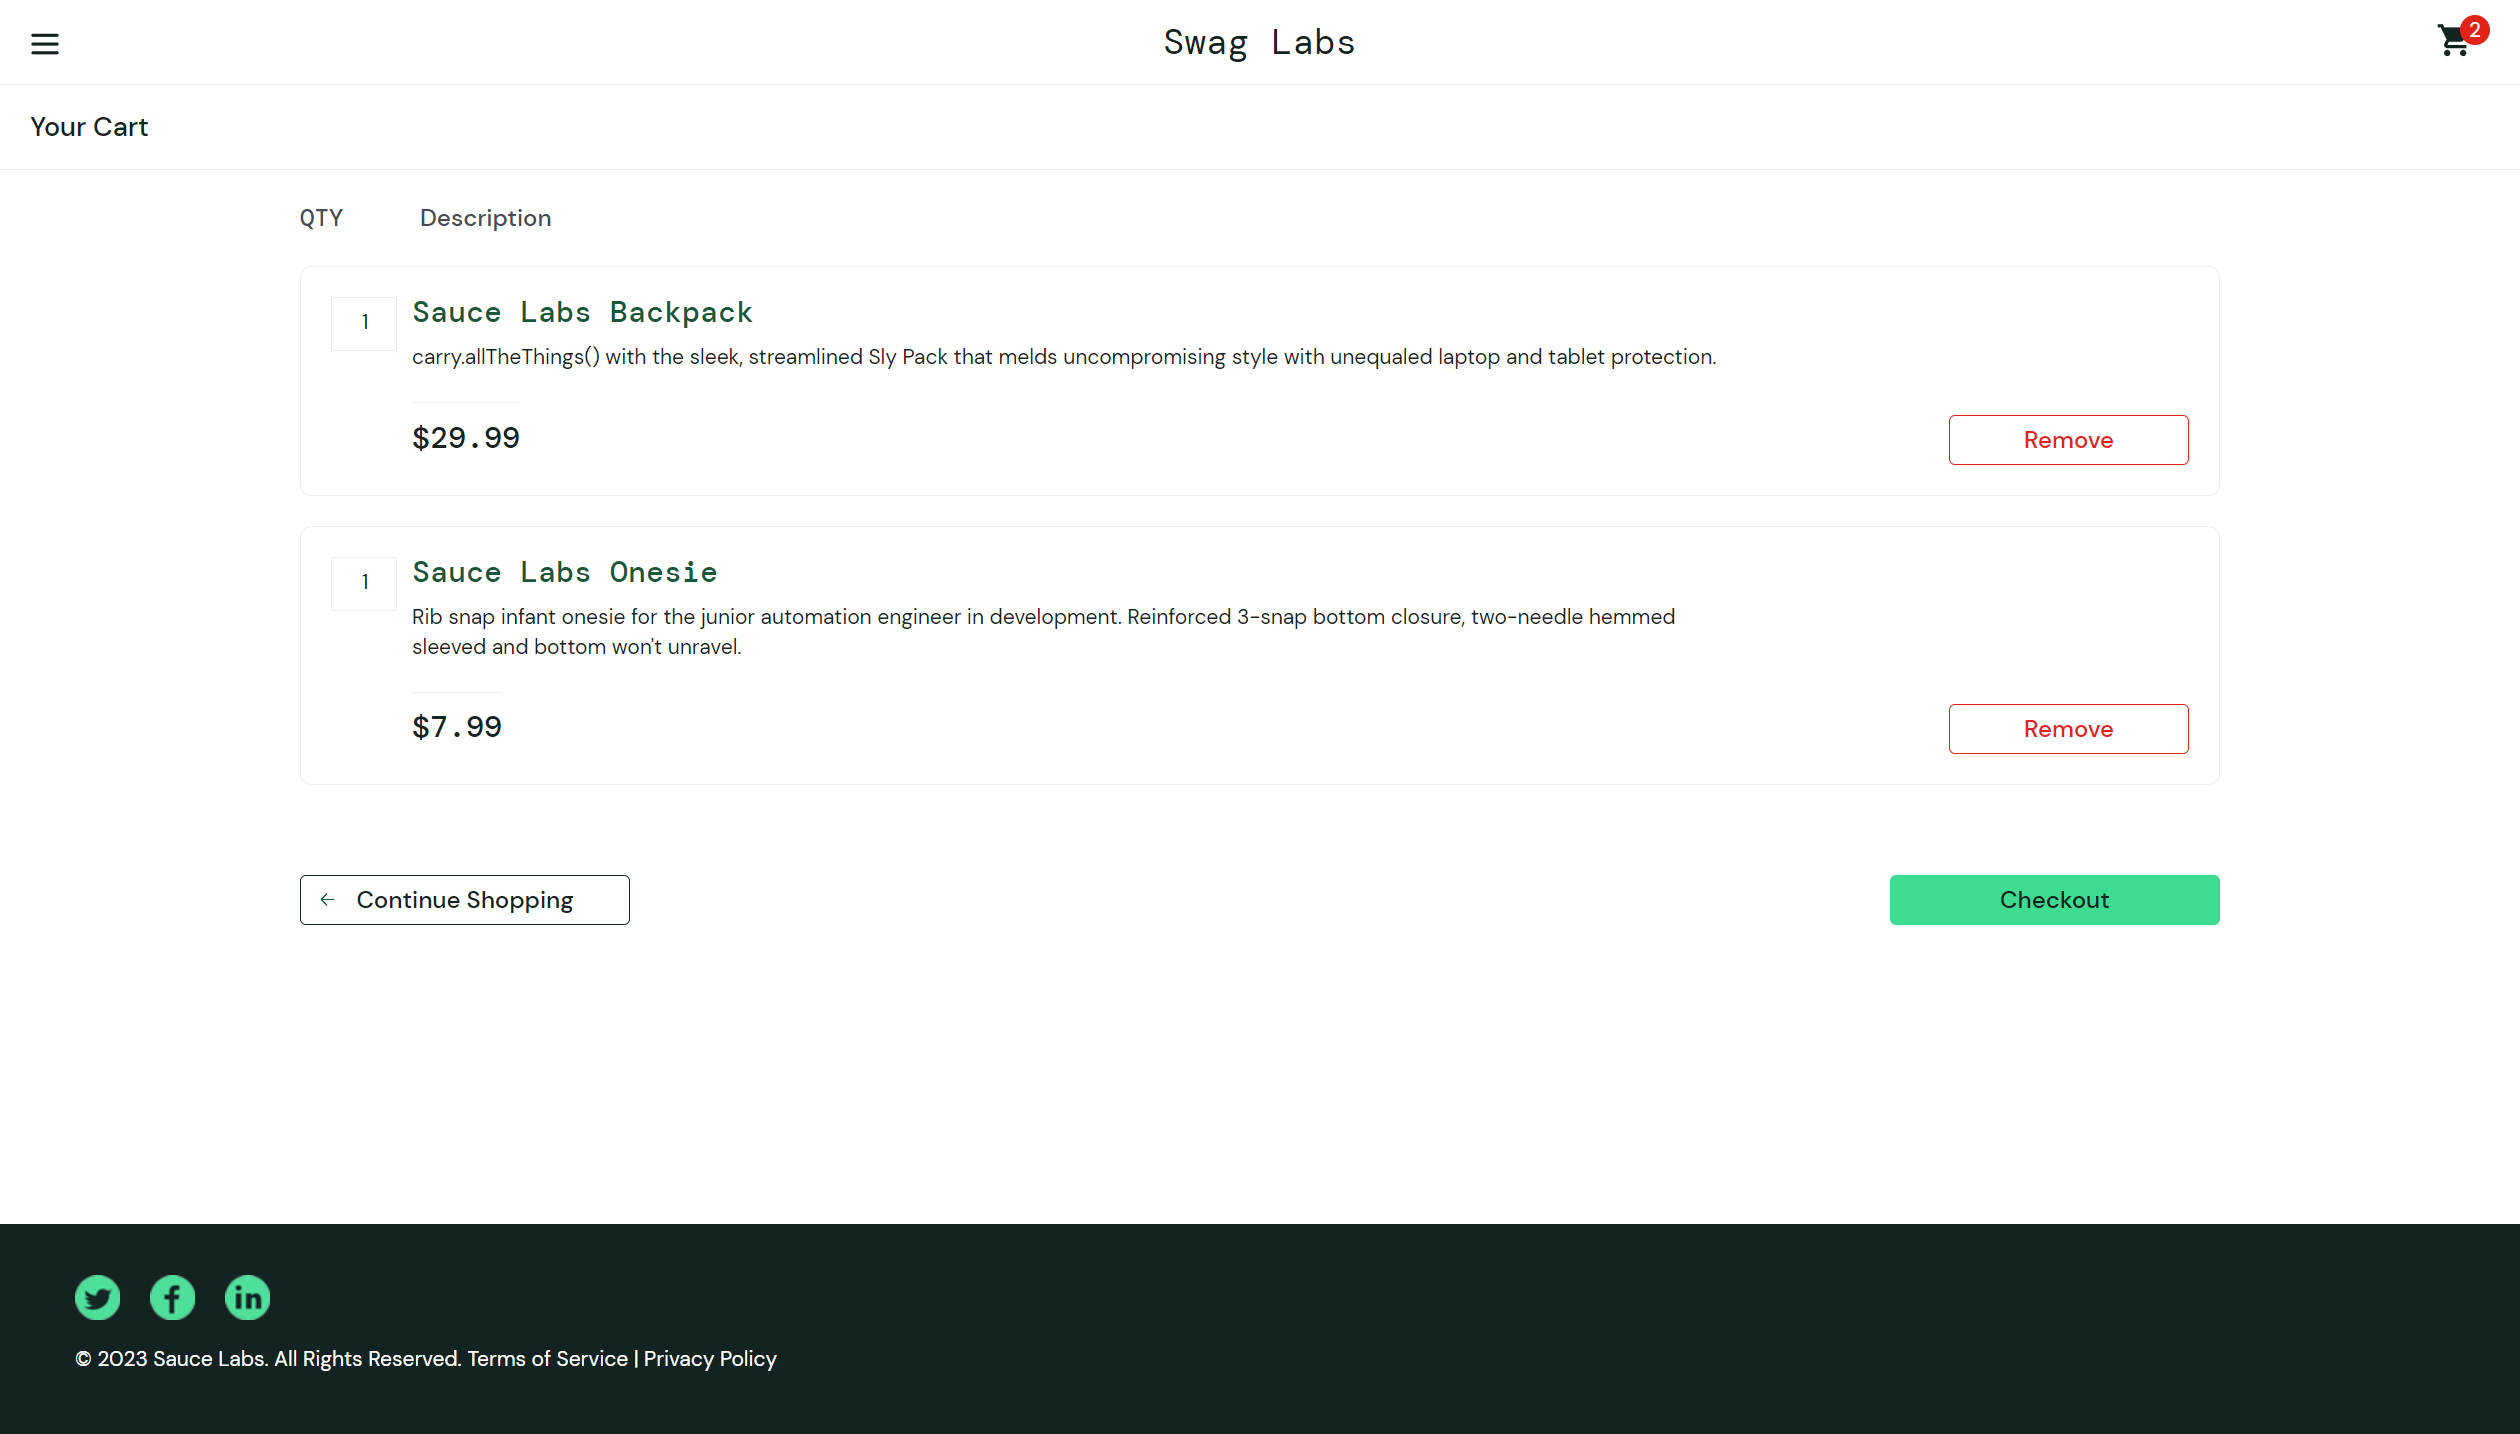 Swag Labs
2
Your Cart
QTY Description
1 Sauce Labs Backpack
carry.allTheThings() with the sleek, streamlined Sly Pack that melds uncompromising style with unequaled laptop and tablet protection.
$29.99 Remove
1 Sauce Labs Onesie
Rib snap infant onesie for the junior automation engineer in development. Reinforced 3-snap bottom closure, two-needle hemmed
sleeved and bottom won't unravel.
$7.99 Remove
Continue Shopping Checkout
© 2023 Sauce Labs. All Rights Reserved. Terms of Service | Privacy Policy